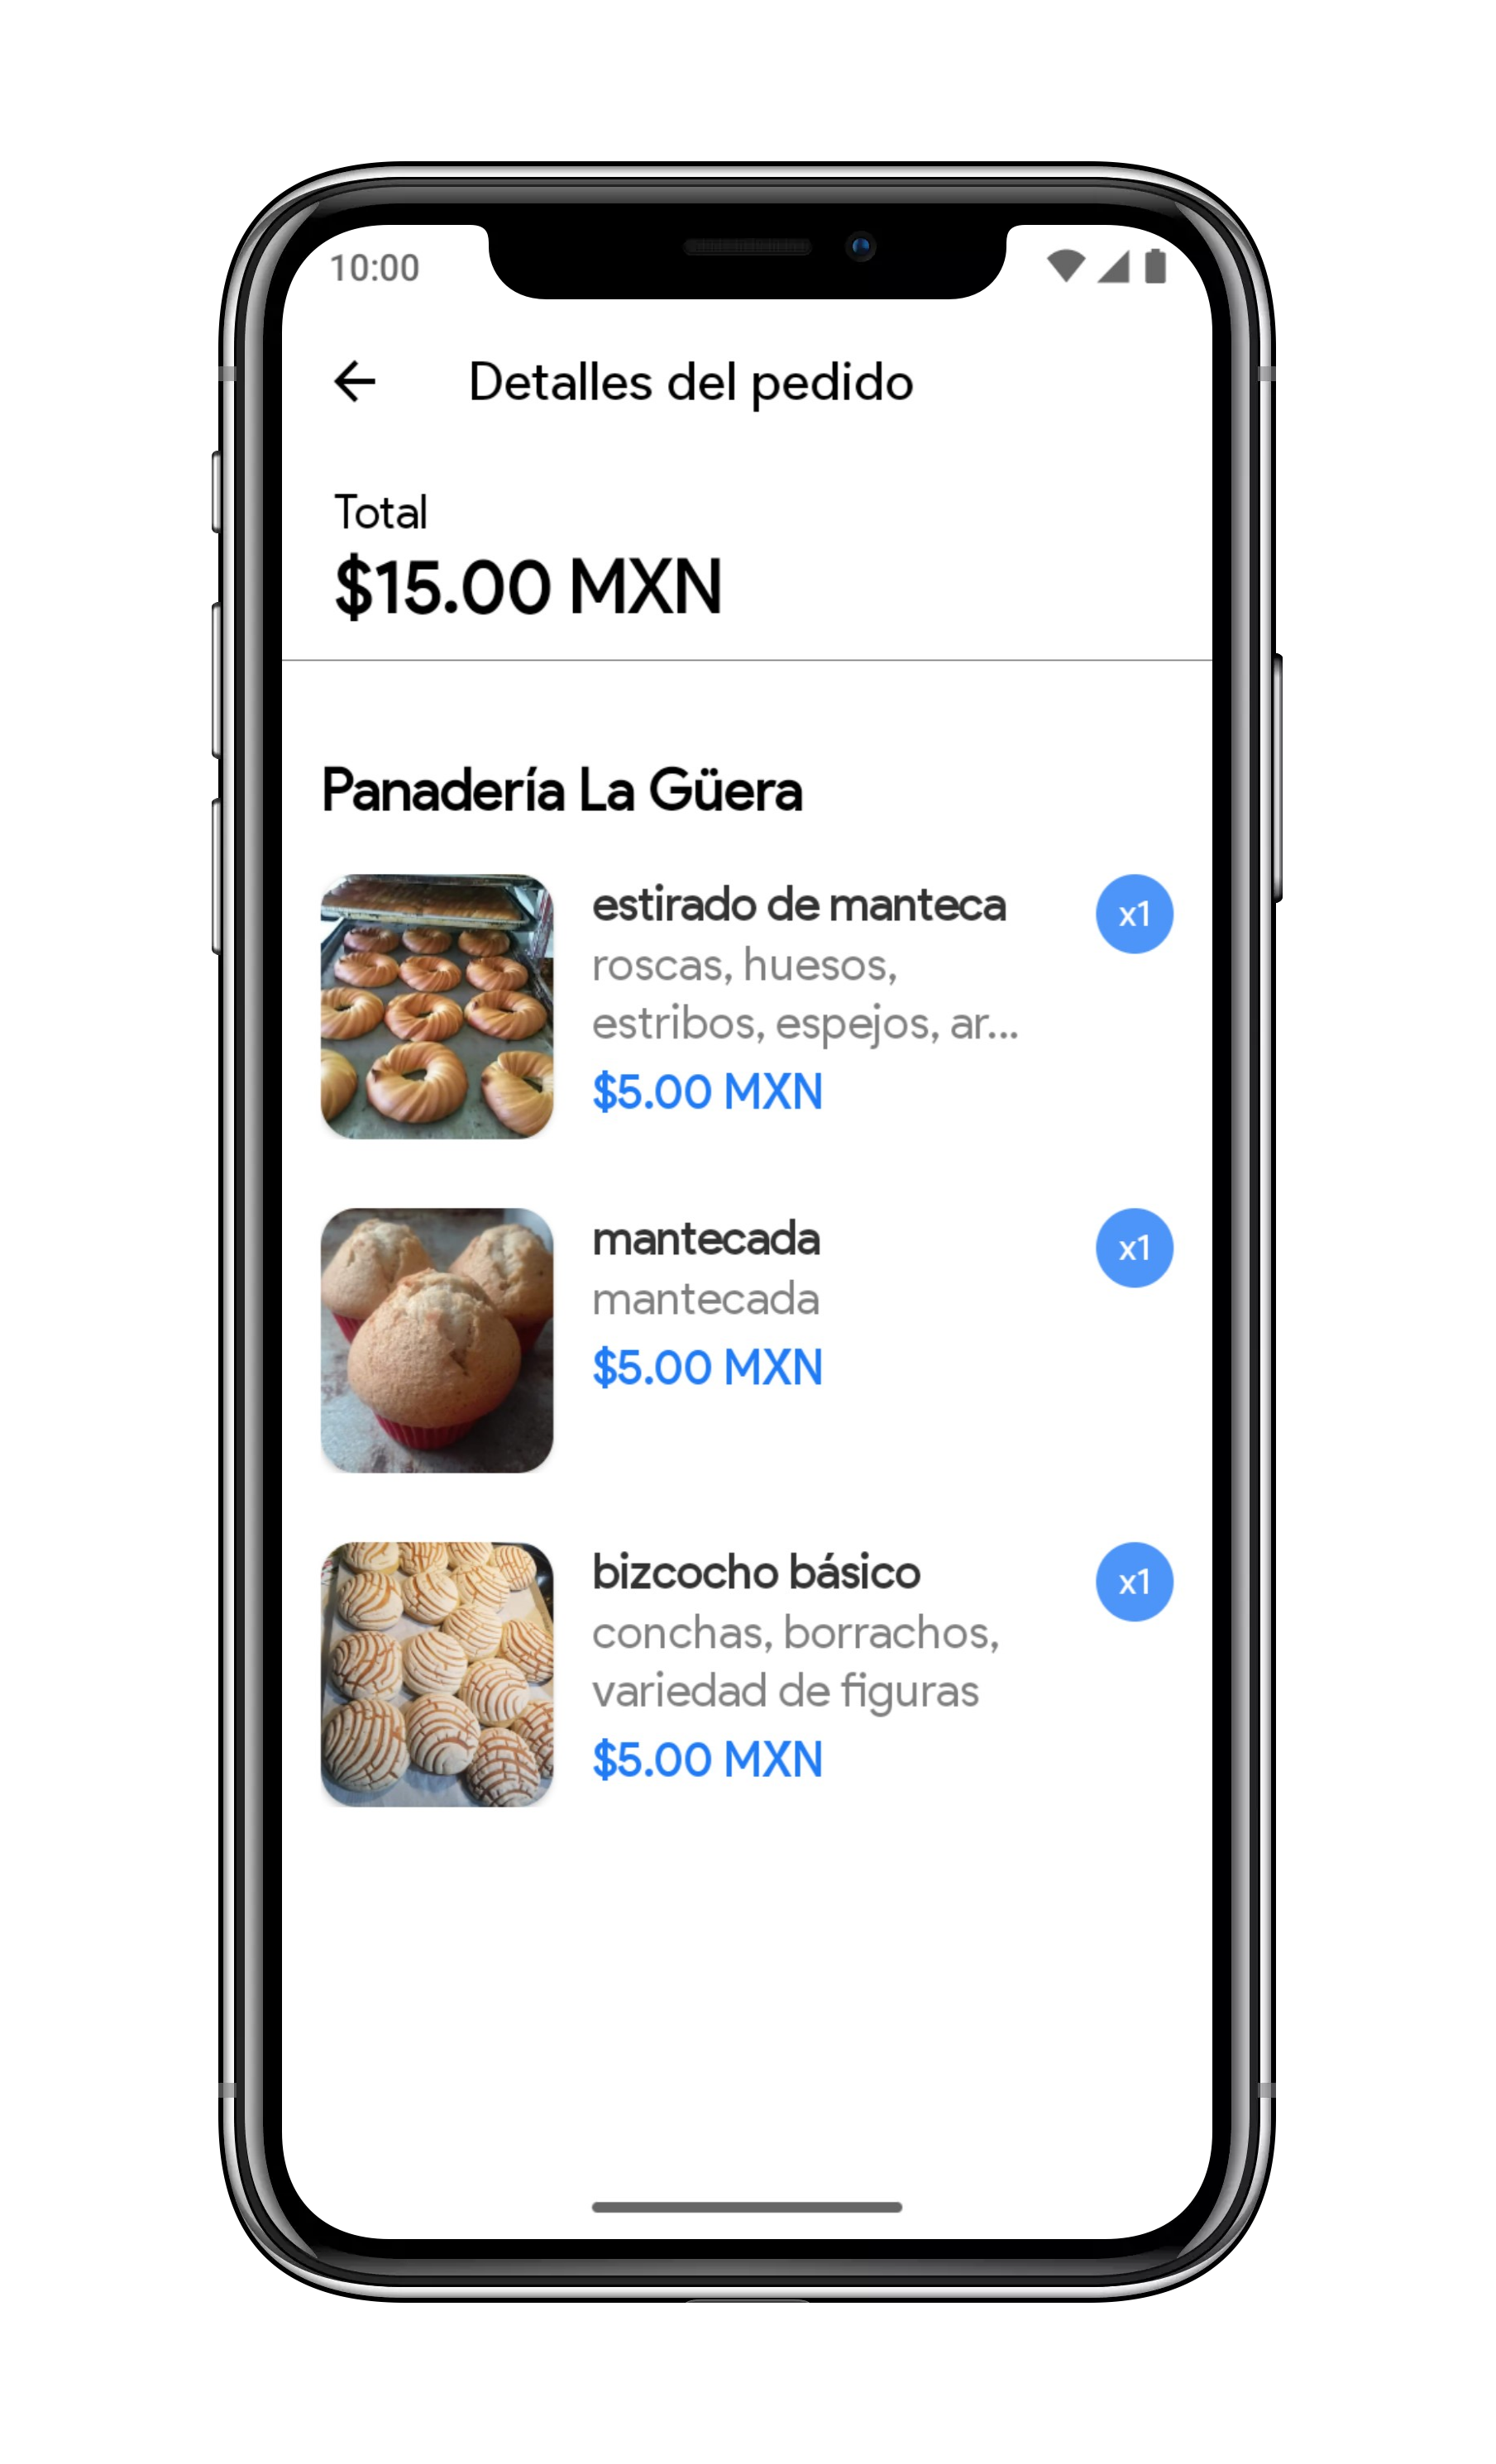 10:00
Detalles del pedido
Total
$15.00 MXN
Panadería La Güera
estirado de manteca
x1
roscas, huesos,
estribos, espejos, ar...
$5.00 MXN
mantecada
x1
mantecada
$5.00 MXN
bizcocho básico
x1
conchas, borrachos,
variedad de figuras
$5.00 MXN